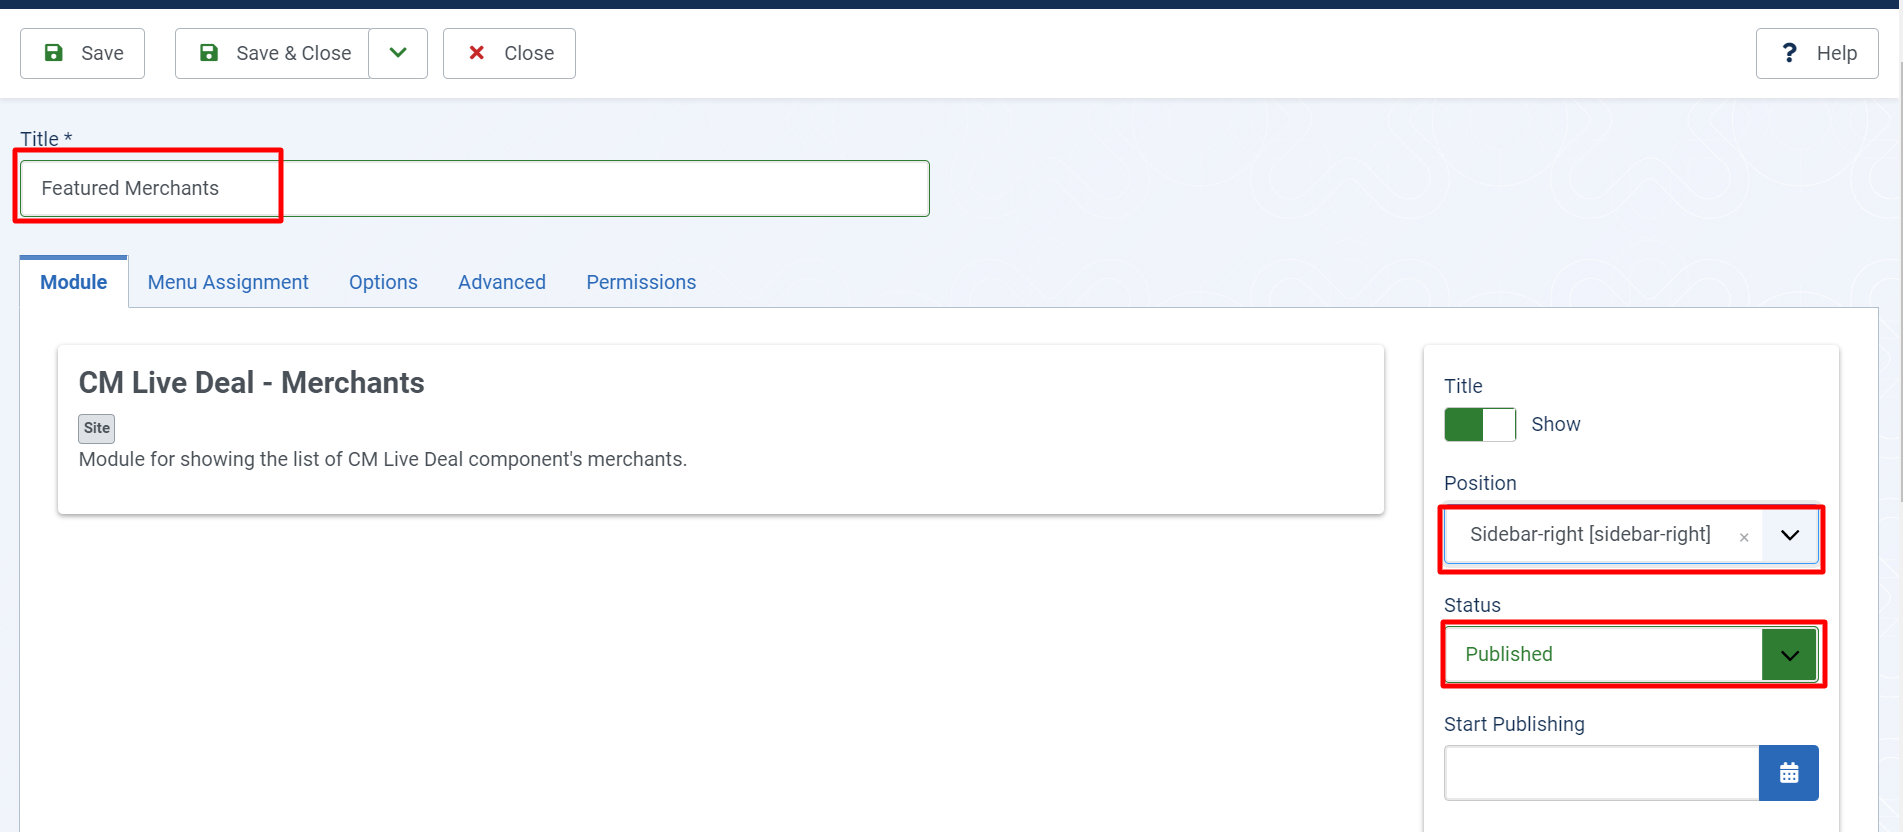 Save
Save & Close
Close
? Help
Title *
Featured Merchants
Module
Menu Assignment
Options
Advanced
Permissions
CM Live Deal - Merchants
Site
Module for showing the list of CM Live Deal component's merchants.
Title
Show
Position
Sidebar-right [sidebar-right] ×
Status
Published
Start Publishing